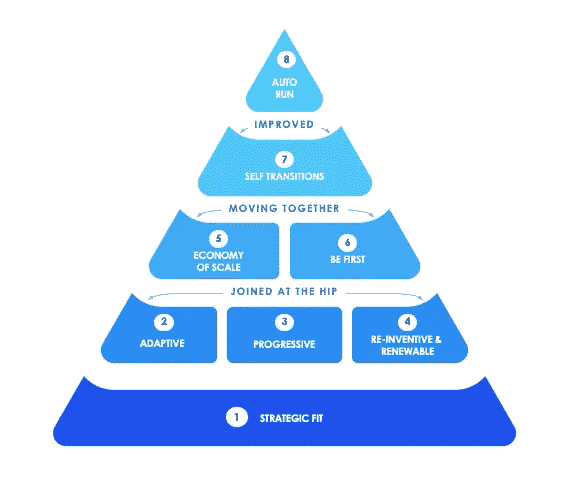 8
AUTO
RUN
IMPROVED
7
SELF TRANSITIONS
MOVING TOGETHER
5
ECONOMY
OF SCALE
6
BE FIRST
JOINED AT THE HIP
2
ADAPTIVE
3
PROGRESSIVE
4
RE-INVENTIVE &
RENEWABLE
1 STRATEGIC FIT